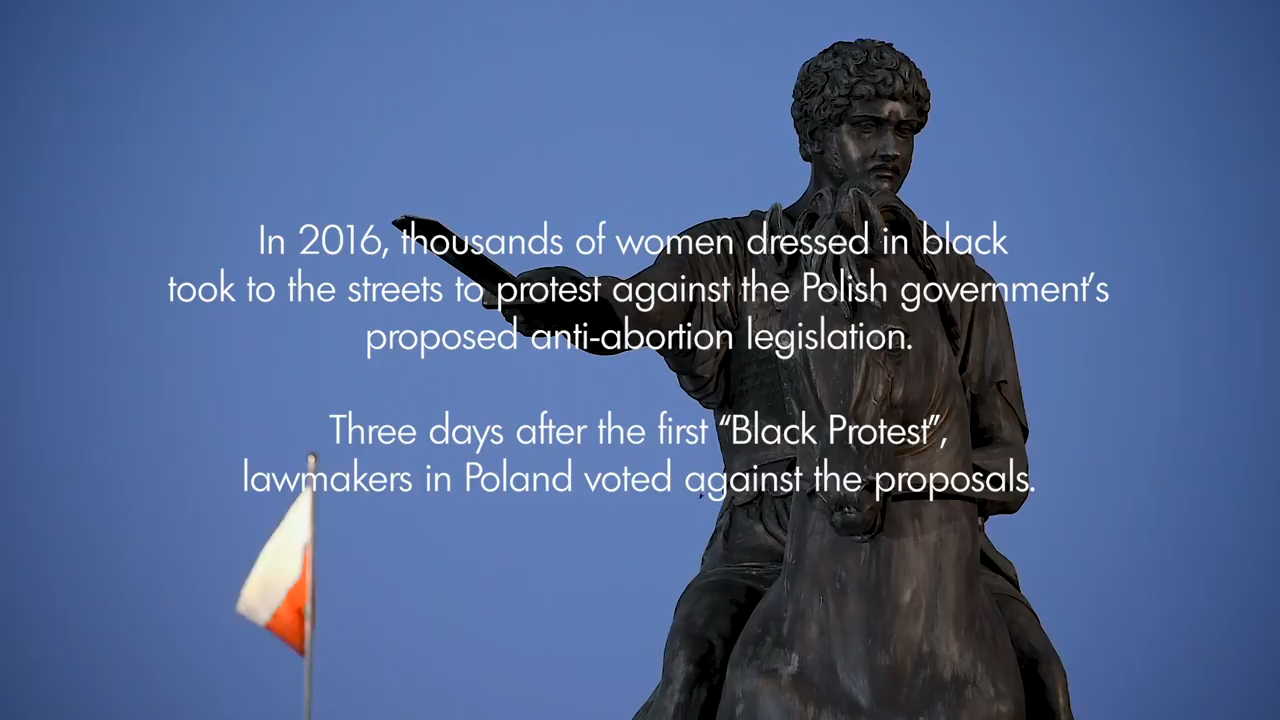 In 2016, thousands of women dressed in black
took to the streets to protest against the Polish government’s
proposed anti-abortion legislation.
Three days after the first “Black Protest”,
lawmakers in Poland voted against the proposals.